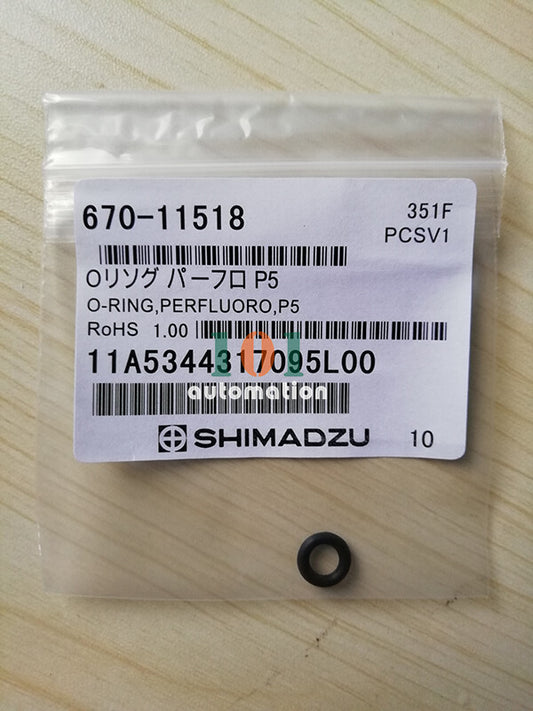 670-11518
351F
PCSV1
Oリソグ パーフロ P5
O-RING,PERFLUORO,P5
RoHS 1.00
11A5344317095L00
101
automation
SHIMADZU
10